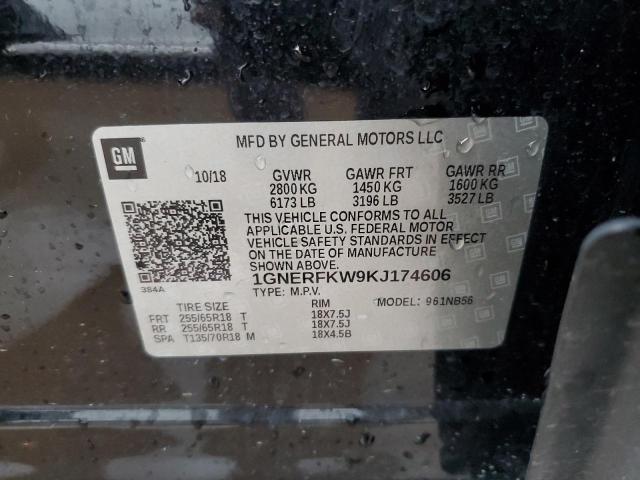 GM
MFD BY GENERAL MOTORS LLC
10/18 GVWR GAWR FRT GAWR RR
2800 KG 1450 KG 1600 KG
6173 LB 3196 LB 3527 LB
THIS VEHICLE CONFORMS TO ALL
APPLICABLE U.S. FEDERAL MOTOR
VEHICLE SAFETY STANDARDS IN EFFECT
ON THE DATE OF MANUFACTURE
SHOWN ABOVE.
384A
1GNERFKW9KJ174606
TYPE: M.P.V. MODEL: 961NB56
TIRE SIZE RIM
FRT 255/65R18 T 18X7.5J
RR 255/65R18 T 18X7.5J
SPA T135/70R18 M 18X4.5B